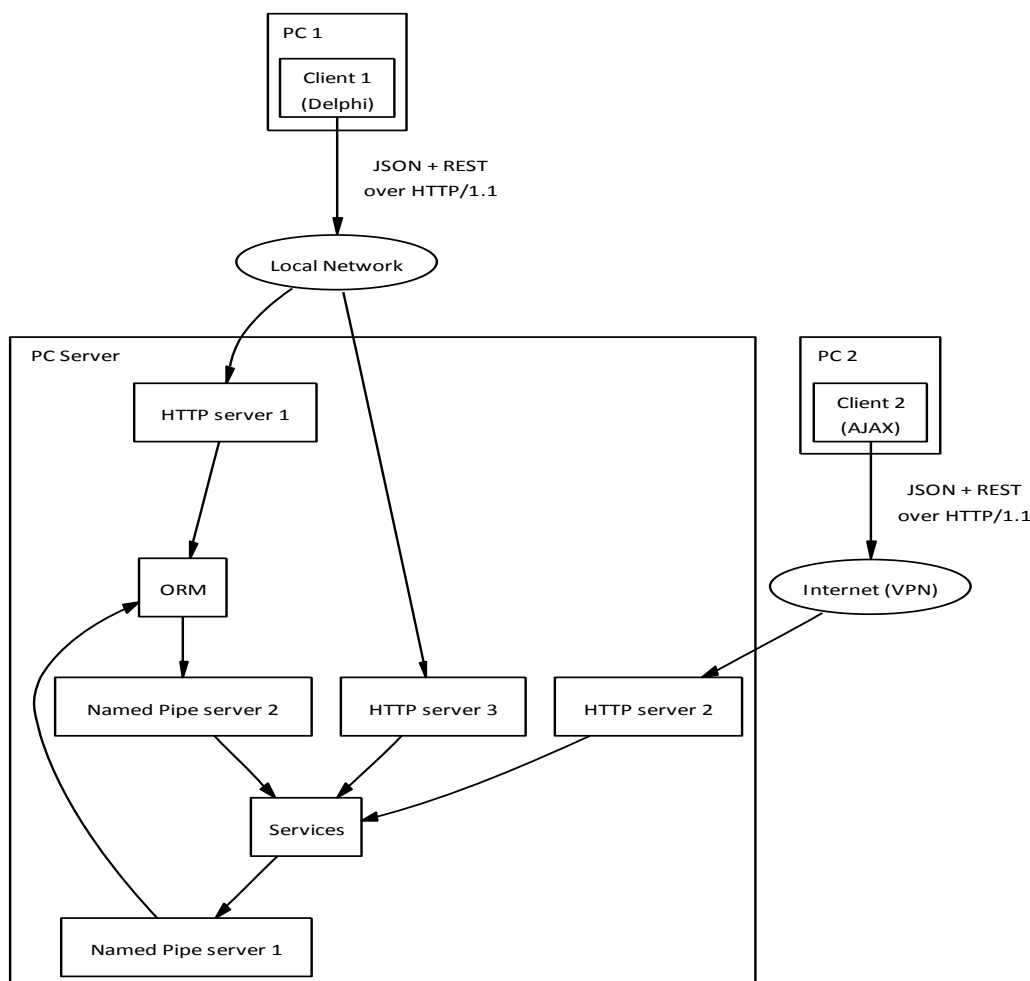 PC 1
Client 1
(Delphi)
JSON + REST
over HTTP/1.1
Local Network
PC Server
PC 2
HTTP server 1
Client 2
(AJAX)
JSON + REST
over HTTP/1.1
ORM
Internet (VPN)
Named Pipe server 2
HTTP server 3
HTTP server 2
Services
Named Pipe server 1